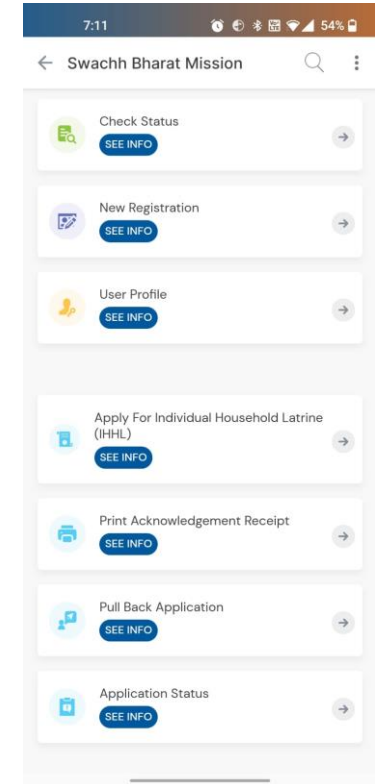 7:11
54%
Swachh Bharat Mission
Check Status
SEE INFO
New Registration
SEE INFO
User Profile
SEE INFO
Apply For Individual Household Latrine
(IHHL)
SEE INFO
Print Acknowledgement Receipt
SEE INFO
Pull Back Application
SEE INFO
Application Status
SEE INFO